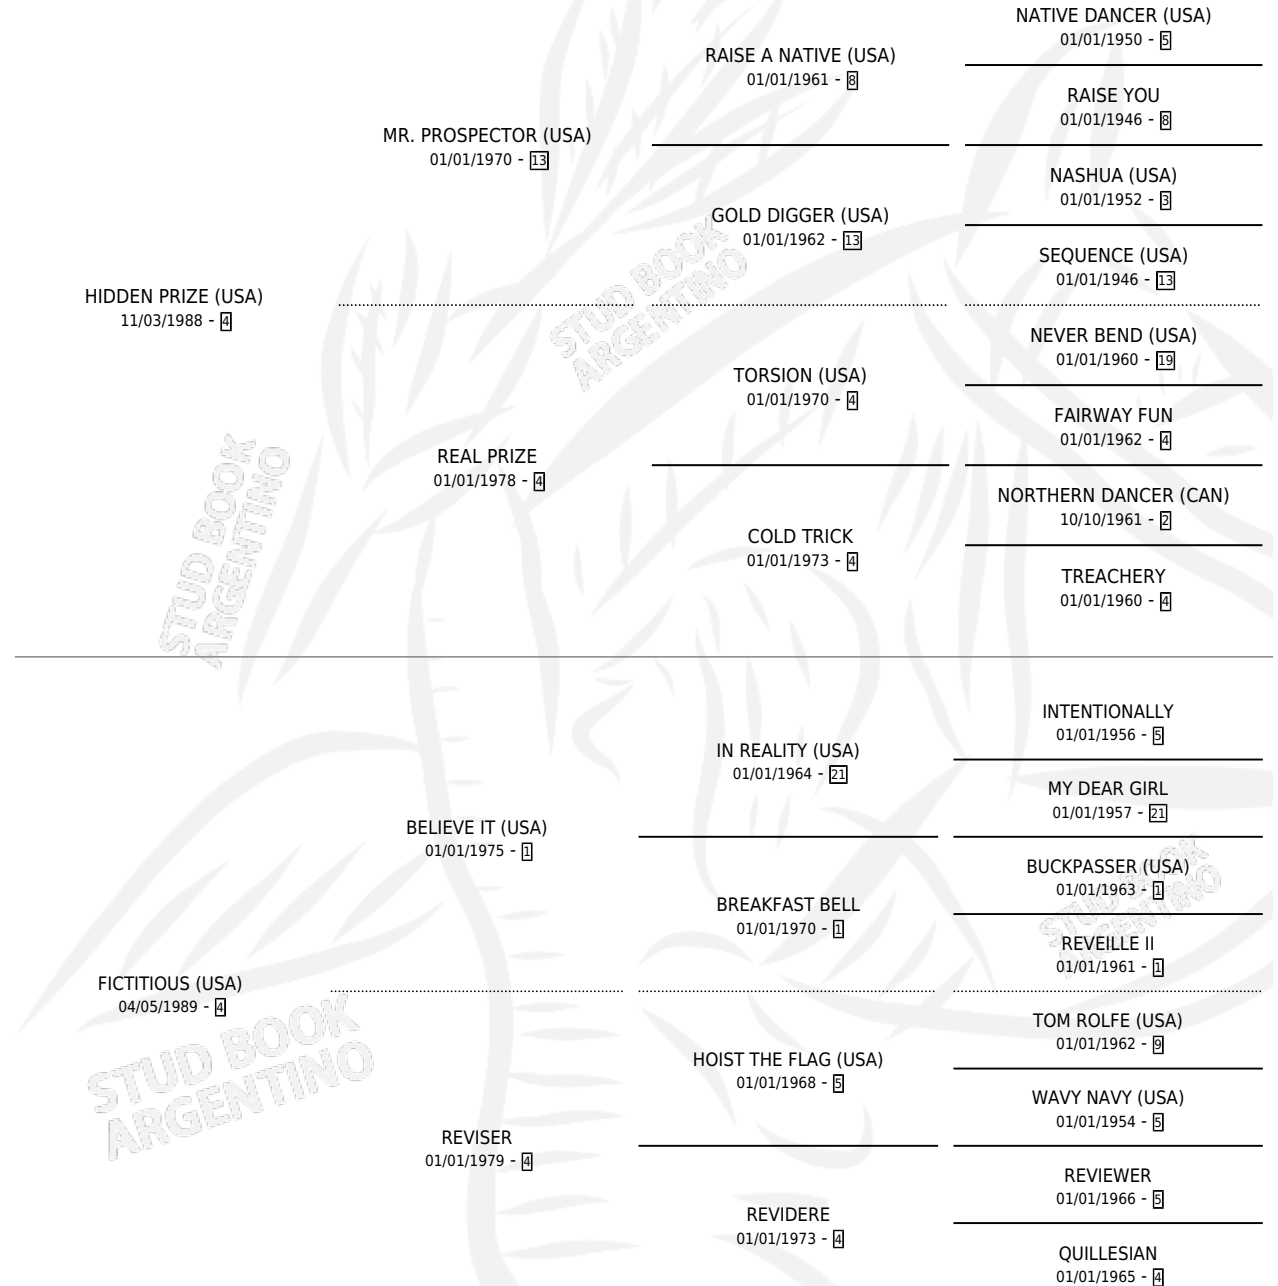 NATIVE DANCER (USA)
01/01/1950 - 5
RAISE A NATIVE (USA)
01/01/1961 - 8
RAISE YOU
01/01/1946 - 8
MR. PROSPECTOR (USA)
01/01/1970 - 13
NASHUA (USA)
01/01/1952 - 3
GOLD DIGGER (USA)
01/01/1962 - 13
SEQUENCE (USA)
01/01/1946 - 13
HIDDEN PRIZE (USA)
11/03/1988 - 4
NEVER BEND (USA)
01/01/1960 - 19
TORSION (USA)
01/01/1970 - 4
FAIRWAY FUN
01/01/1962 - 4
REAL PRIZE
01/01/1978 - 4
NORTHERN DANCER (CAN)
10/10/1961 - 2
COLD TRICK
01/01/1973 - 4
TREACHERY
01/01/1960 - 4
INTENTIONALLY
01/01/1956 - 5
IN REALITY (USA)
01/01/1964 - 21
MY DEAR GIRL
01/01/1957 - 21
BELIEVE IT (USA)
01/01/1975 - 1
BUCKPASSER (USA)
01/01/1963 - 1
BREAKFAST BELL
01/01/1970 - 1
REVEILLE II
01/01/1961 - 1
FICTITIOUS (USA)
04/05/1989 - 4
TOM ROLFE (USA)
01/01/1962 - 9
HOIST THE FLAG (USA)
01/01/1968 - 5
WAVY NAVY (USA)
01/01/1954 - 5
REVISER
01/01/1979 - 4
REVIEWER
01/01/1966 - 5
REVIDERE
01/01/1973 - 4
QUILLESIAN
01/01/1965 - 4
STUD BOOK
ARGENTINO
STUD BOOK
ARGENTINO
STUD BOOK
ARGENTINO
STUD BOOK
ARGENTINO